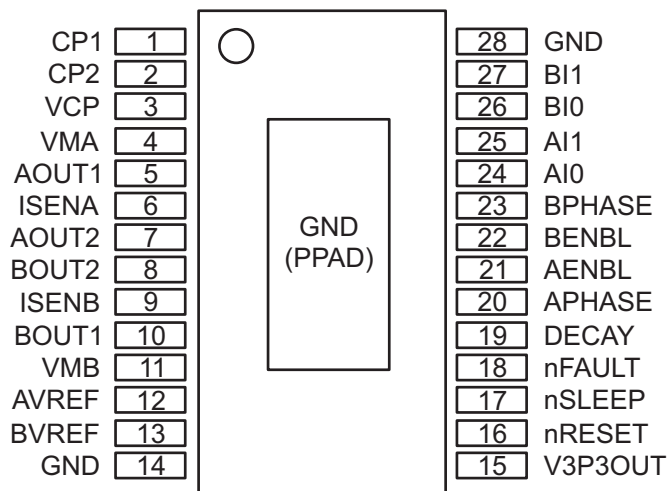 CP1 1 28 GND
CP2 2 27 BI1
VCP 3 26 BI0
VMA 4 25 AI1
AOUT1 5 24 AI0
ISENA 6 23 BPHASE
AOUT2 7 GND 22 BENBL
BOUT2 8 (PPAD) 21 AENBL
ISENB 9 20 APHASE
BOUT1 10 19 DECAY
VMB 11 18 nFAULT
AVREF 12 17 nSLEEP
BVREF 13 16 nRESET
GND 14 15 V3P3OUT